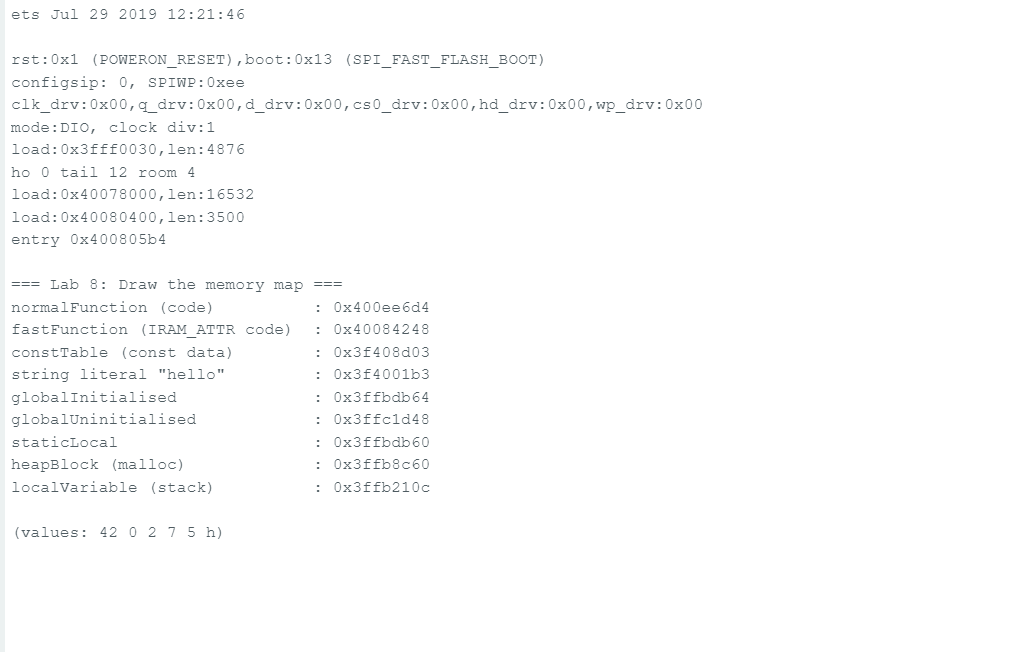 ets Jul 29 2019 12:21:46
rst:0x1 (POWERON_RESET),boot:0x13 (SPI_FAST_FLASH_BOOT)
configsip: 0, SPIWP:0xee
clk_drv:0x00,q_drv:0x00,d_drv:0x00,cs0_drv:0x00,hd_drv:0x00,wp_drv:0x00
mode:DIO, clock div:1
load:0x3fff0030,len:4876
ho 0 tail 12 room 4
load:0x40078000,len:16532
load:0x40080400,len:3500
entry 0x400805b4
=== Lab 8: Draw the memory map ===
normalFunction (code) : 0x400ee6d4
fastFunction (IRAM_ATTR code) : 0x40084248
constTable (const data) : 0x3f408d03
string literal "hello" : 0x3f4001b3
globalInitialised : 0x3ffbdb64
globalUninitialised : 0x3ffc1d48
staticLocal : 0x3ffbdb60
heapBlock (malloc) : 0x3ffb8c60
localVariable (stack) : 0x3ffb210c
(values: 42 0 2 7 5 h)